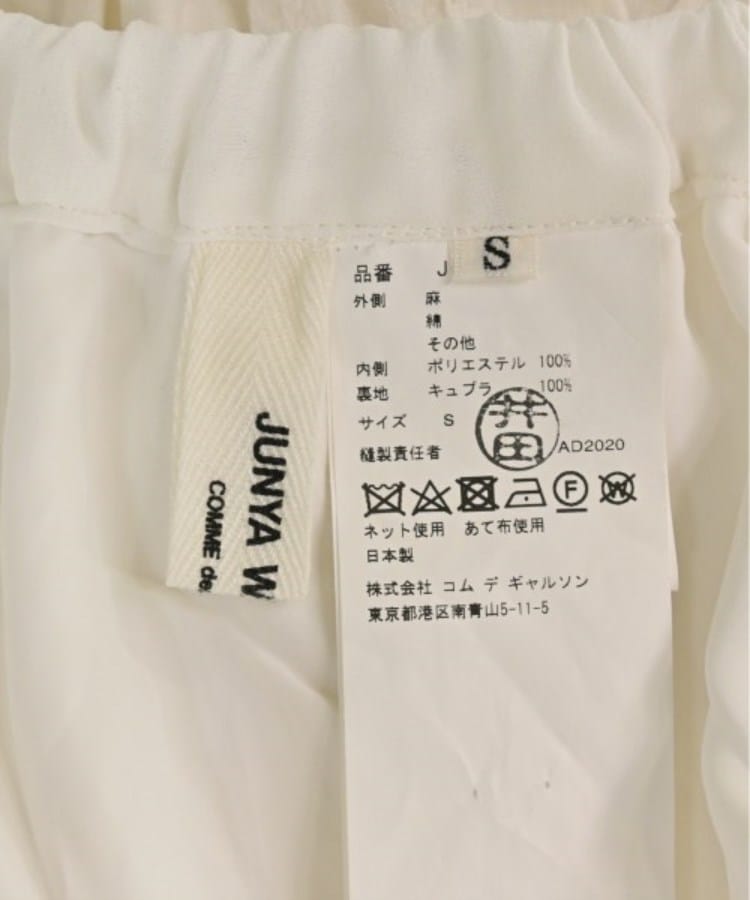 JUNYA W
COMME des
S
品番 J
外側 麻
綿
その他
内側 ポリエステル 100%
裏地 キュプラ 100%
サイズ S
縫製責任者 井田 AD2020
F W
ネット使用 あて布使用
日本製
株式会社 コム デ ギャルソン
東京都港区南青山5-11-5